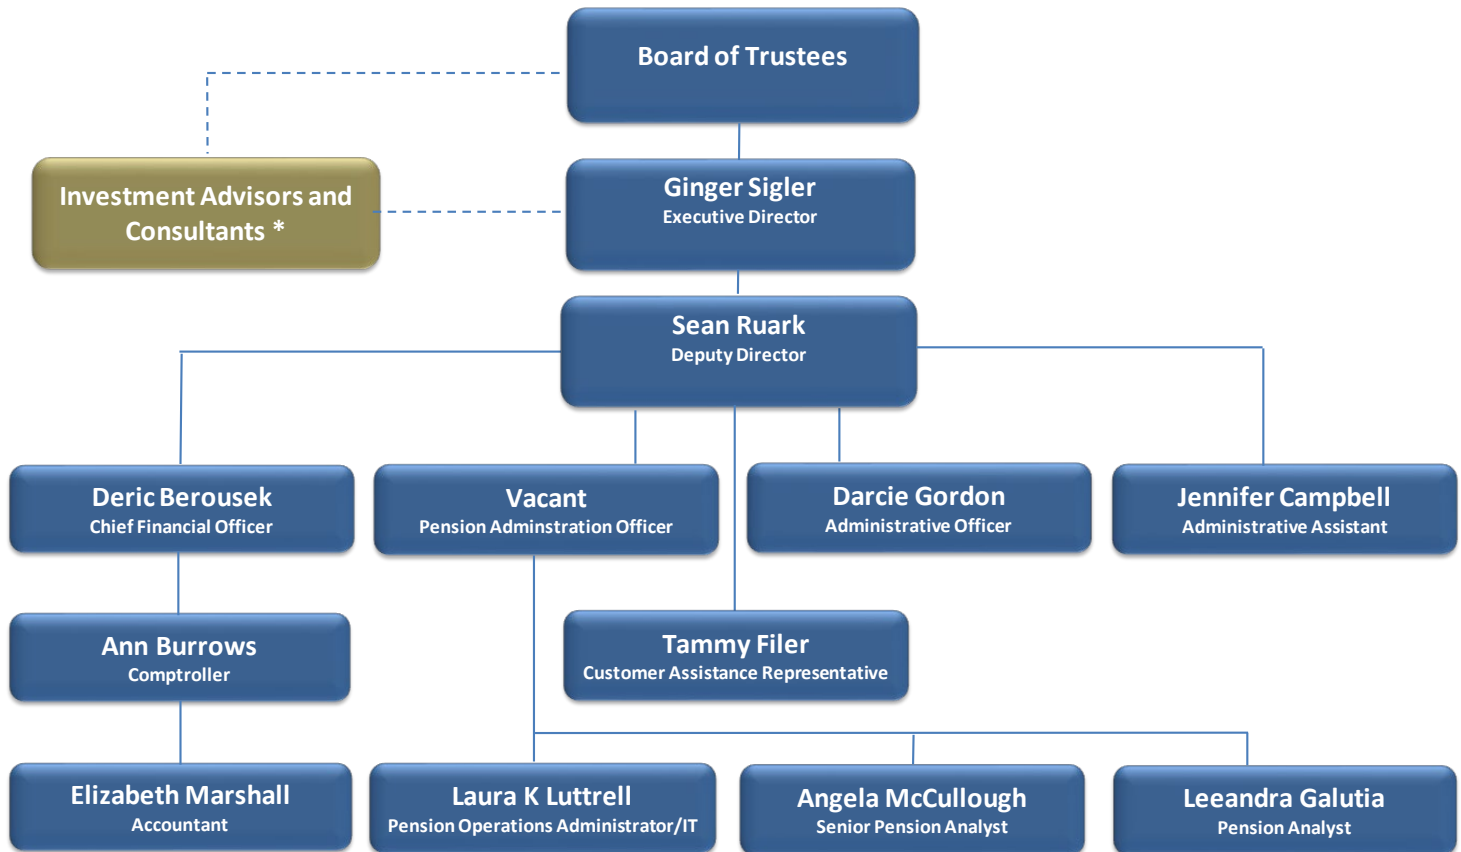 Board of Trustees
Investment Advisors and
Consultants *
Ginger Sigler
Executive Director
Sean Ruark
Deputy Director
Deric Berousek
Chief Financial Officer
Vacant
Pension Adminstration Officer
Darcie Gordon
Administrative Officer
Jennifer Campbell
Administrative Assistant
Ann Burrows
Comptroller
Tammy Filer
Customer Assistance Representative
Elizabeth Marshall
Accountant
Laura K Luttrell
Pension Operations Administrator/IT
Angela McCullough
Senior Pension Analyst
Leeandra Galutia
Pension Analyst